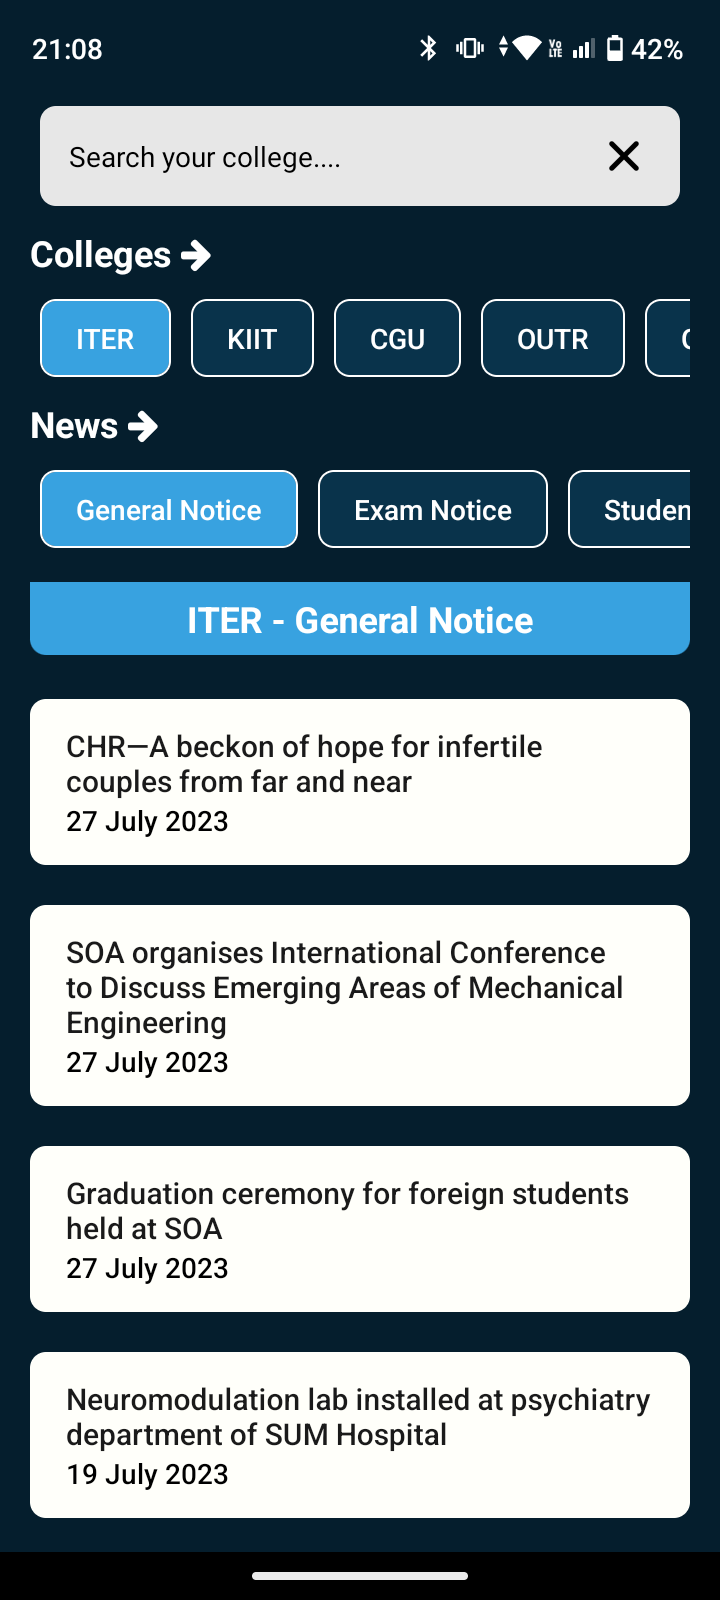 21:08
Vo
LTE
42%
Search your college....
Colleges
ITER KIIT CGU OUTR
News
General Notice Exam Notice Studen
ITER - General Notice
CHR—A beckon of hope for infertile
couples from far and near
27 July 2023
SOA organises International Conference
to Discuss Emerging Areas of Mechanical
Engineering
27 July 2023
Graduation ceremony for foreign students
held at SOA
27 July 2023
Neuromodulation lab installed at psychiatry
department of SUM Hospital
19 July 2023